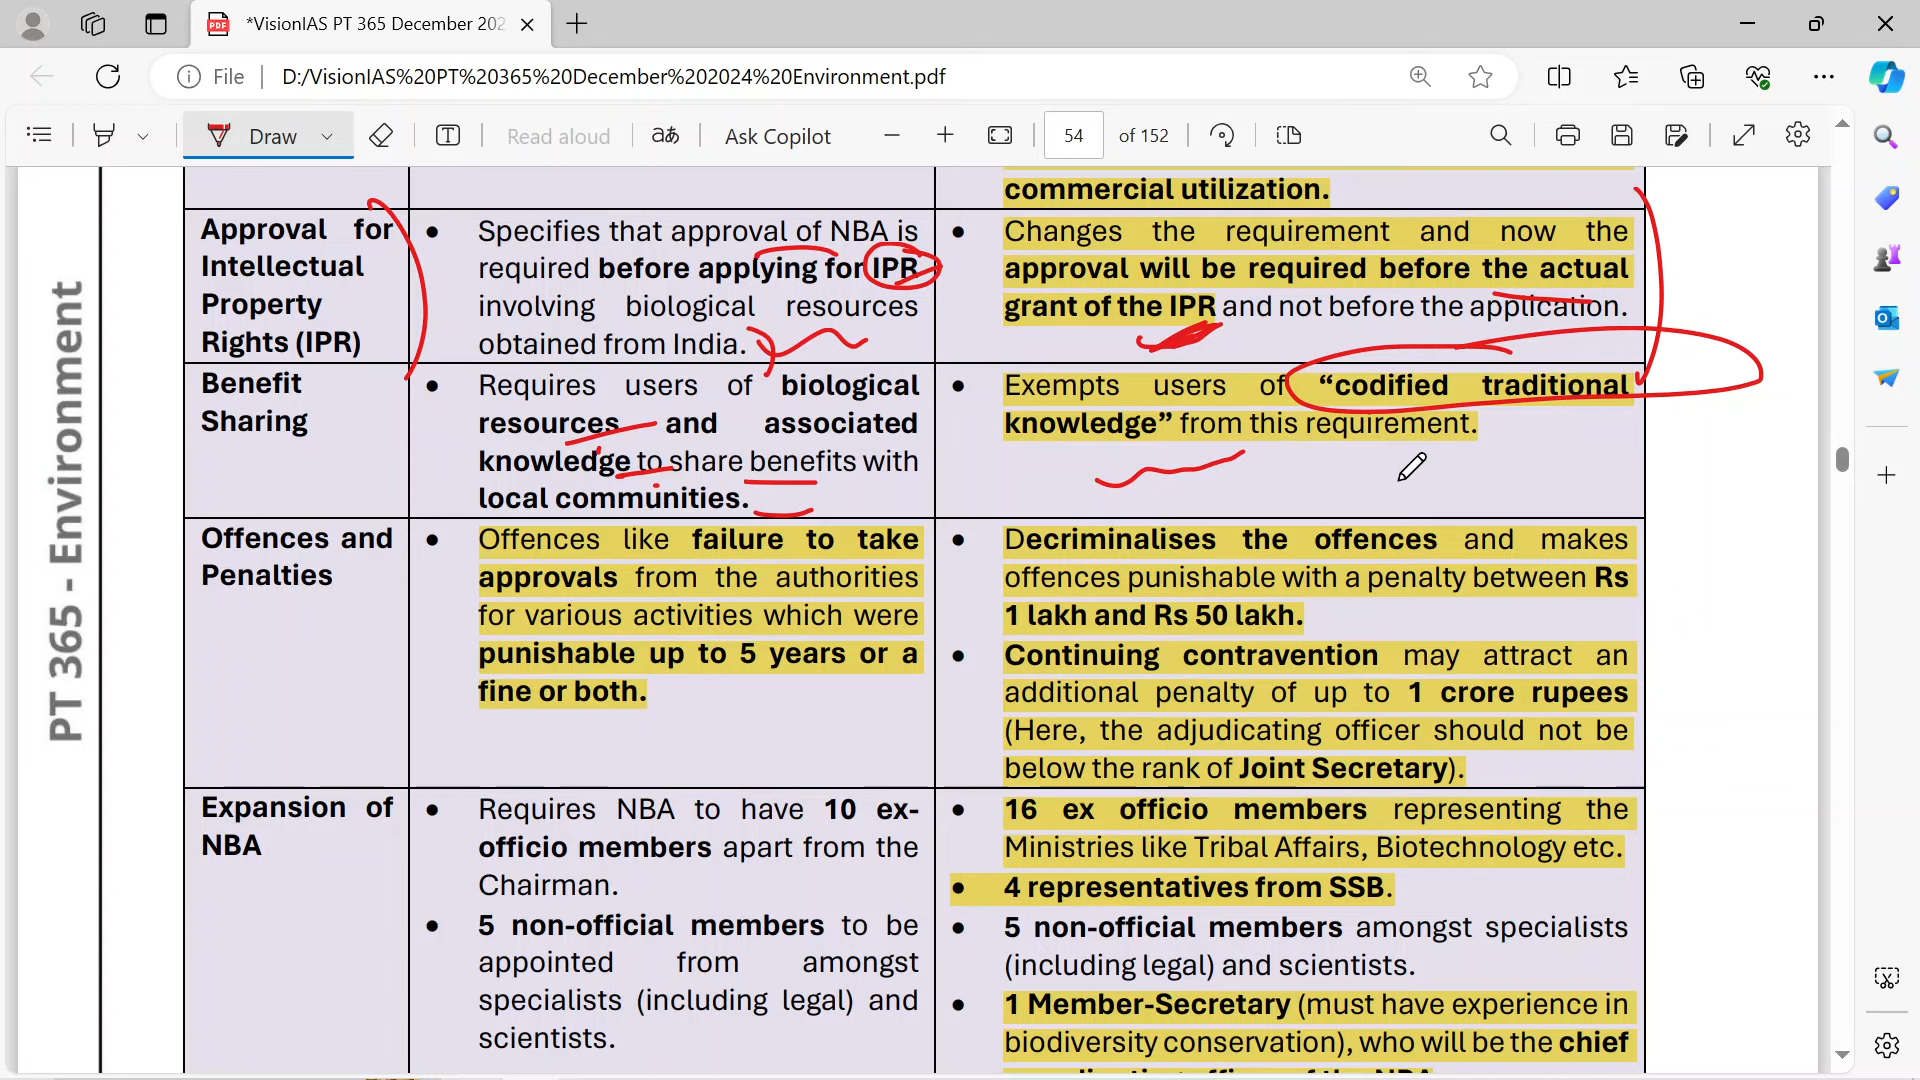 *VisionIAS PT 365 December 202
File
D:/VisionIAS%20PT%20365%20December%202024%20Environment.pdf
Draw
Read aloud
aあ
Ask Copilot
54
of 152
PT 365 - Environment
commercial utilization.
Approval for
Intellectual
Property
Rights (IPR)
• Specifies that approval of NBA is
required before applying for IPR
involving biological resources
obtained from India.
• Changes the requirement and now the
approval will be required before the actual
grant of the IPR and not before the application.
Benefit
Sharing
• Requires users of biological
resources and associated
knowledge to share benefits with
local communities.
• Exempts users of “codified traditional
knowledge” from this requirement.
Offences and
Penalties
• Offences like failure to take
approvals from the authorities
for various activities which were
punishable up to 5 years or a
fine or both.
• Decriminalises the offences and makes
offences punishable with a penalty between Rs
1 lakh and Rs 50 lakh.
• Continuing contravention may attract an
additional penalty of up to 1 crore rupees
(Here, the adjudicating officer should not be
below the rank of Joint Secretary).
Expansion of
NBA
• Requires NBA to have 10 ex-
officio members apart from the
Chairman.
• 5 non-official members to be
appointed from amongst
specialists (including legal) and
scientists.
• 16 ex officio members representing the
Ministries like Tribal Affairs, Biotechnology etc.
• 4 representatives from SSB.
• 5 non-official members amongst specialists
(including legal) and scientists.
• 1 Member-Secretary (must have experience in
biodiversity conservation), who will be the chief